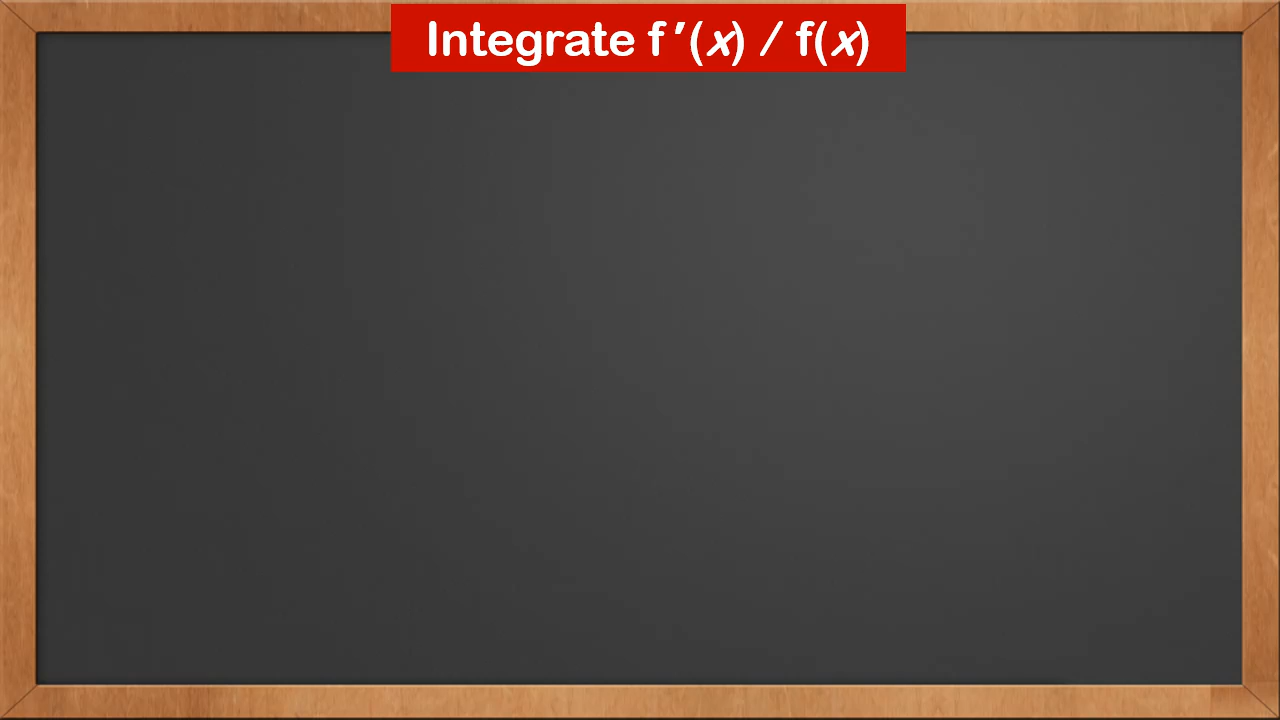 Integrate f ′(x) / f(x)